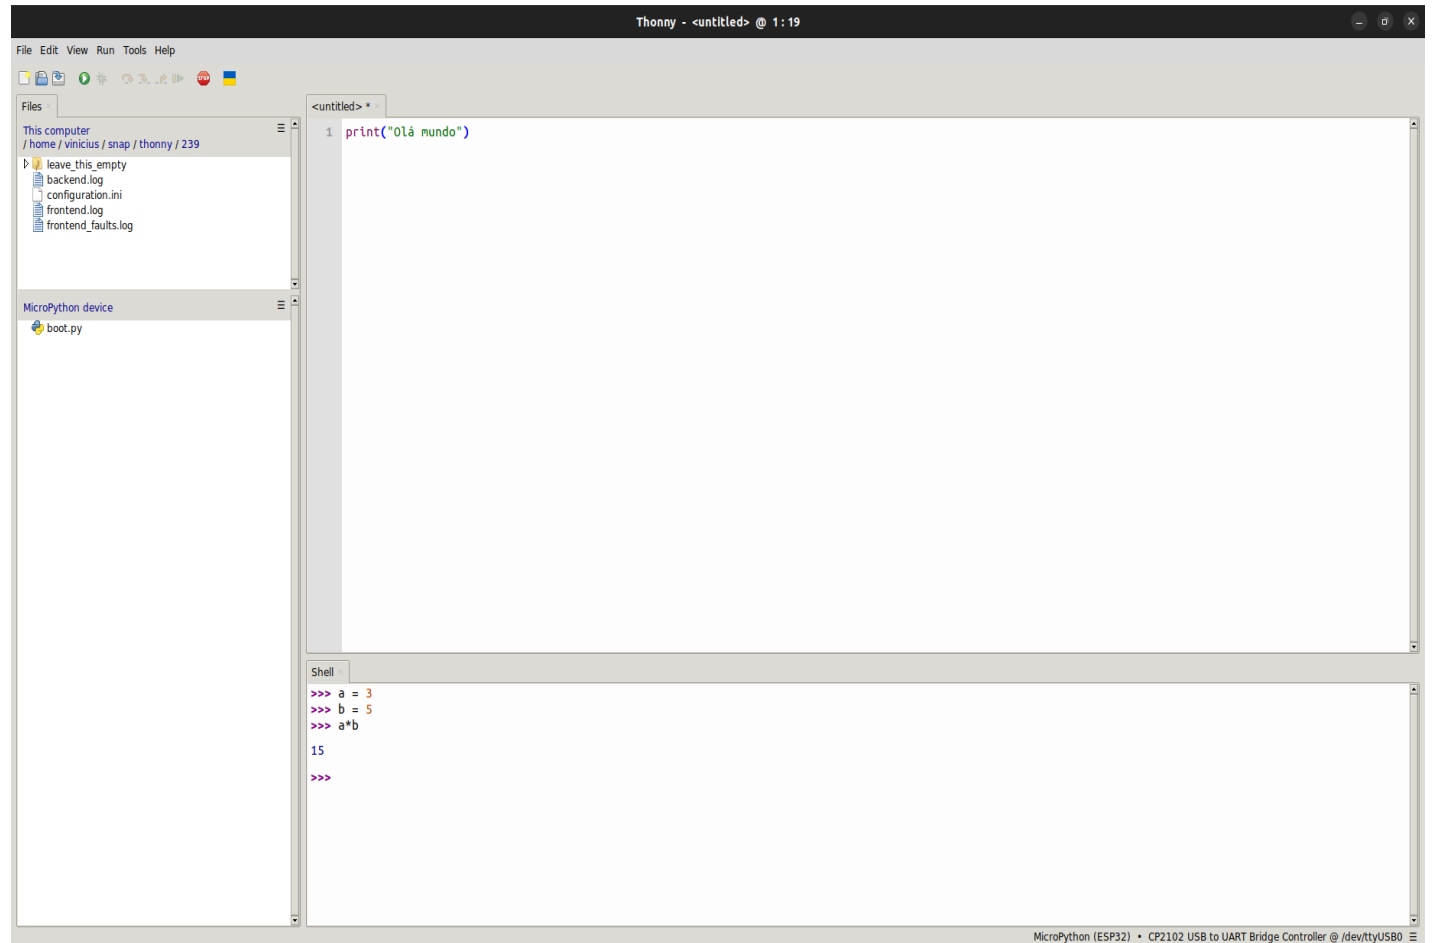 Thonny - <untitled> @ 1:19
File Edit View Run Tools Help
STOP
Files
This computer
/ home / vinicius / snap / thonny / 239
leave_this_empty
backend.log
configuration.ini
frontend.log
frontend_faults.log
MicroPython device
boot.py
<untitled> *
1 print("Olá mundo")
Shell
>>> a = 3
>>> b = 5
>>> a*b
15
>>>
MicroPython (ESP32) • CP2102 USB to UART Bridge Controller @ /dev/ttyUSB0 ☰